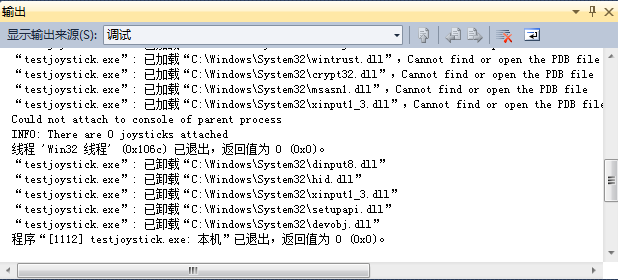 输出
显示输出来源(S): 调试
“testjoystick.exe”: 已加载“C:\Windows\System32\wintrust.dll”，Cannot find or open the PDB file
“testjoystick.exe”: 已加载“C:\Windows\System32\crypt32.dll”，Cannot find or open the PDB file
“testjoystick.exe”: 已加载“C:\Windows\System32\msasn1.dll”，Cannot find or open the PDB file
“testjoystick.exe”: 已加载“C:\Windows\System32\xinput1_3.dll”，Cannot find or open the PDB file
Could not attach to console of parent process
INFO: There are 0 joysticks attached
线程 'Win32 线程' (0x106c) 已退出，返回值为 0 (0x0)。
“testjoystick.exe”: 已卸载“C:\Windows\System32\dinput8.dll”
“testjoystick.exe”: 已卸载“C:\Windows\System32\hid.dll”
“testjoystick.exe”: 已卸载“C:\Windows\System32\xinput1_3.dll”
“testjoystick.exe”: 已卸载“C:\Windows\System32\setupapi.dll”
“testjoystick.exe”: 已卸载“C:\Windows\System32\devobj.dll”
程序“[1112] testjoystick.exe: 本机”已退出，返回值为 0 (0x0)。